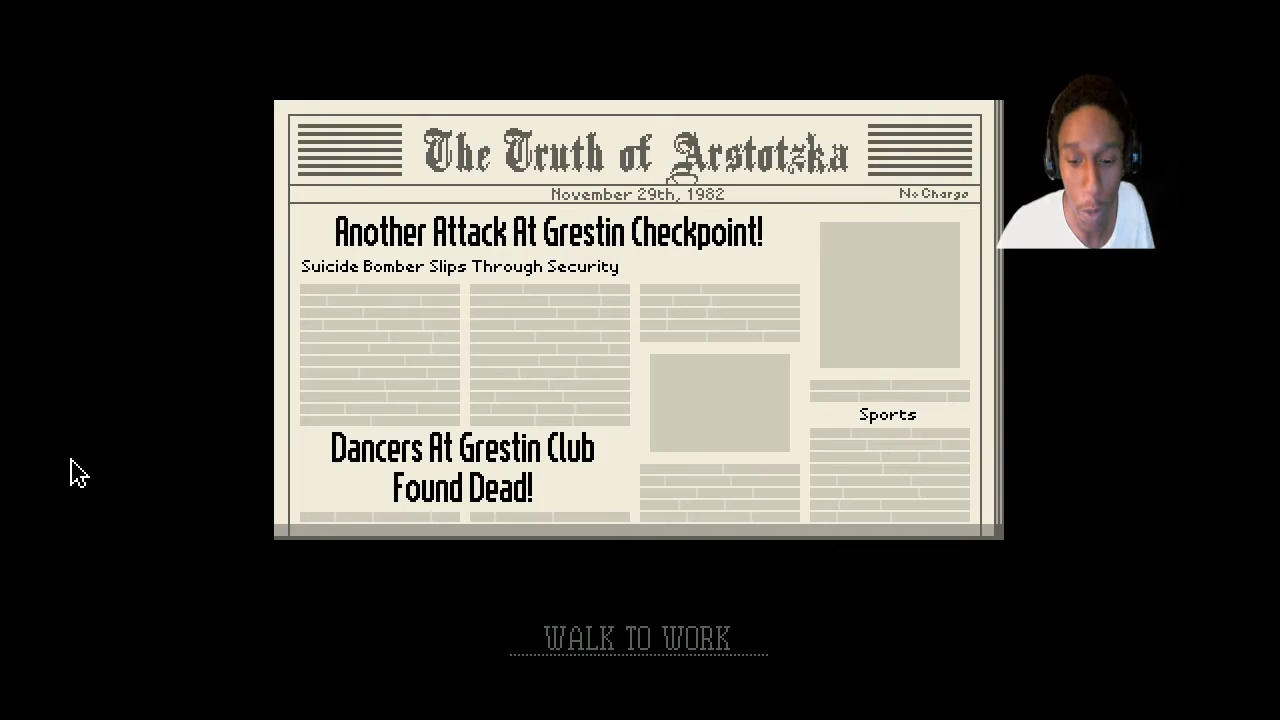 The Truth of Arstotzka
November 29th, 1982
No Charge
Another Attack At Grestin Checkpoint!
Suicide Bomber Slips Through Security
Dancers At Grestin Club
Found Dead!
Sports
WALK TO WORK